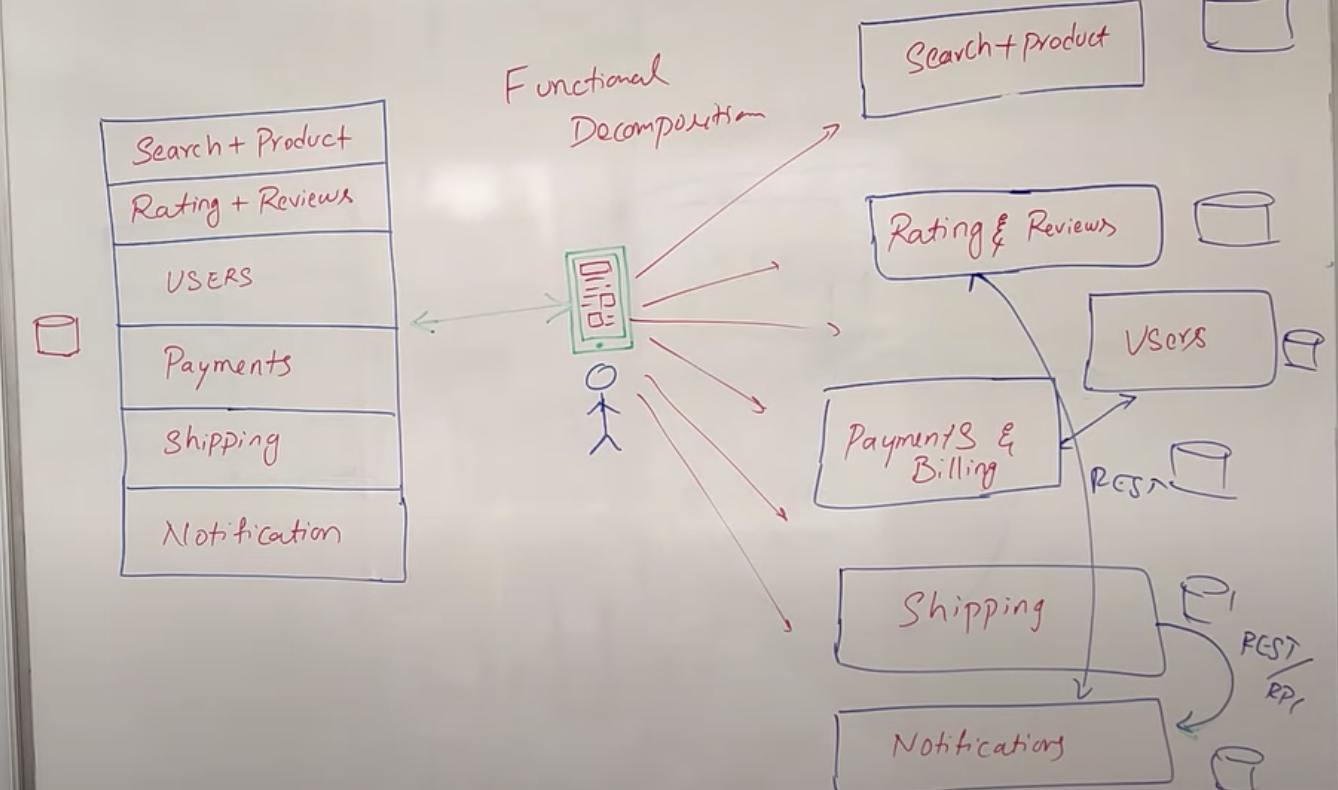 Functional
Decomposition
Search + Product
Rating + Reviews
USERS
Payments
Shipping
Notification
Search + Product
Rating & Reviews
Users
Payments &
Billing
REST
Shipping
REST/
RPC
Notifications